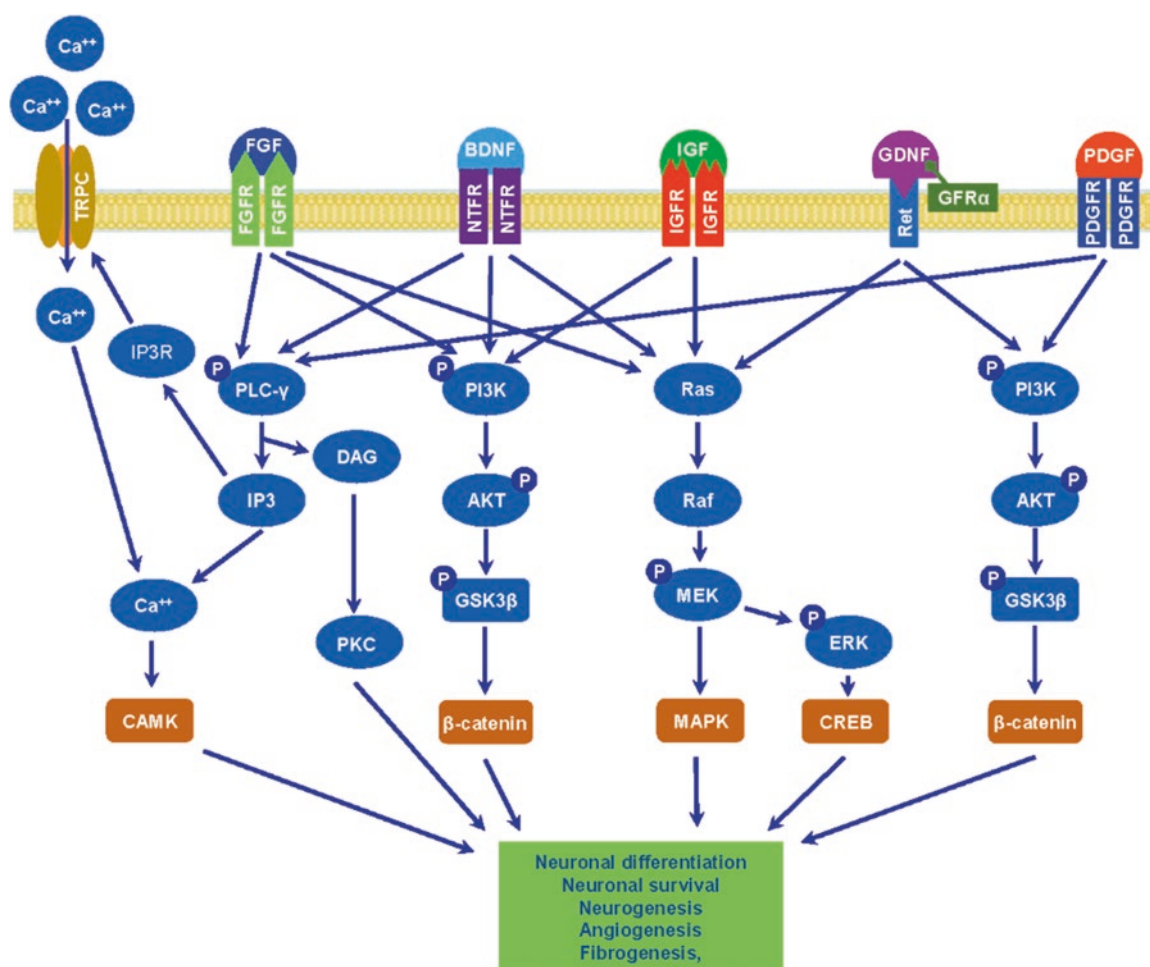 Ca++
Ca++
Ca++
FGF
BDNF
IGF
GDNF
PDGF
TRPC
FGFR
FGFR
NTFR
NTFR
IGFR
IGFR
Ret
GFRα
PDGFR
PDGFR
Ca++
IP3R
P
PLC-γ
P
PI3K
Ras
P
PI3K
DAG
IP3
AKT
P
Raf
AKT
P
Ca++
PKC
P
GSK3β
P
MEK
P
ERK
P
GSK3β
CAMK
β-catenin
MAPK
CREB
β-catenin
Neuronal differentiation
Neuronal survival
Neurogenesis
Angiogenesis
Fibrogenesis,